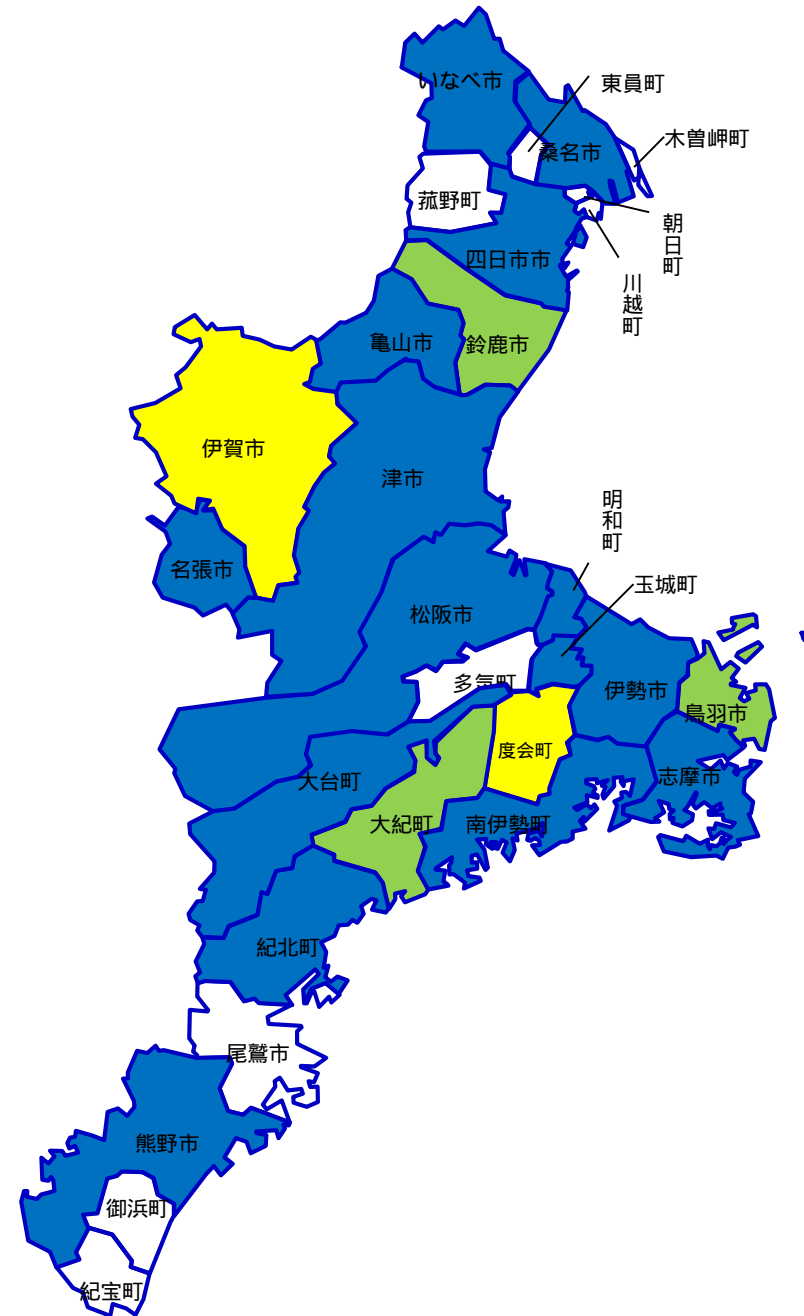 いなべ市
東員町
桑名市
木曽岬町
菰野町
朝日町
四日市市
川越町
亀山市
鈴鹿市
伊賀市
津市
明和町
名張市
玉城町
松阪市
多気町
伊勢市
鳥羽市
度会町
志摩市
大台町
大紀町
南伊勢町
紀北町
尾鷲市
熊野市
御浜町
紀宝町